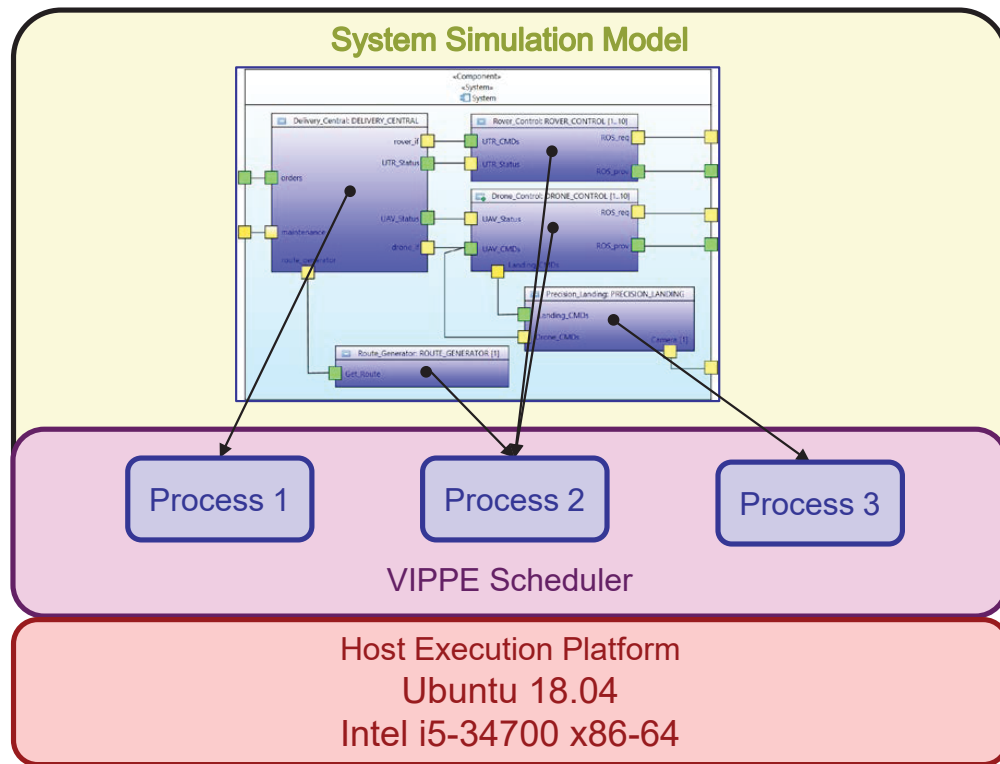 System Simulation Model
«Component»
«System»
System
Delivery_Central: DELIVERY_CENTRAL
rover_if
UTR_Status
orders
UAV_Status
maintenance
drone_if
route_generator
Rover_Control: ROVER_CONTROL [1..10]
UTR_CMDs
ROS_req
UTR_Status
ROS_prov
Drone_Control: DRONE_CONTROL [1..10]
UAV_Status
ROS_req
UAV_CMDs
ROS_prov
Landing_CMDs
Precision_Landing: PRECISION_LANDING
Landing_CMDs
Drone_CMDs
Camera [1]
Route_Generator: ROUTE_GENERATOR [1]
Get_Route
Process 1
Process 2
Process 3
VIPPE Scheduler
Host Execution Platform
Ubuntu 18.04
Intel i5-34700 x86-64